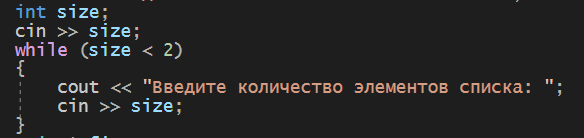 int size;
cin >> size;
while (size < 2)
{
    cout << "Введите количество элементов списка: ";
    cin >> size;
}